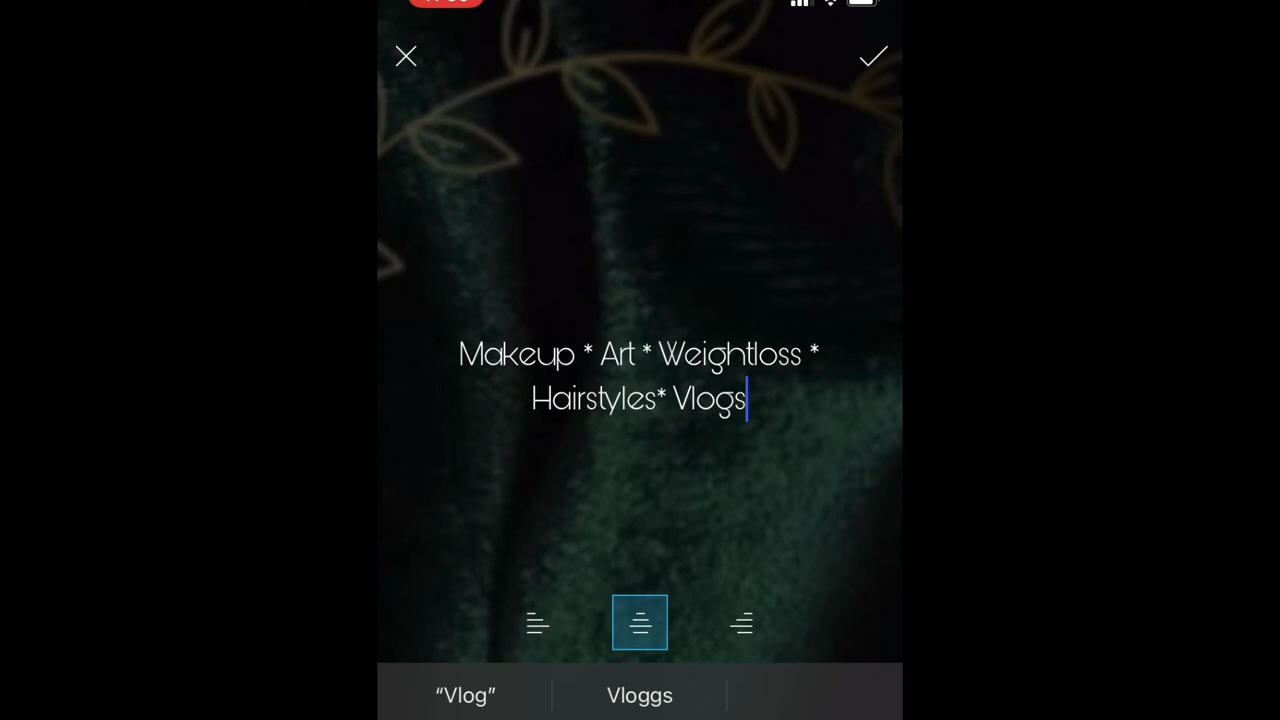 Makeup * Art * Weightloss *
Hairstyles* Vlogs
“Vlog”
Vloggs